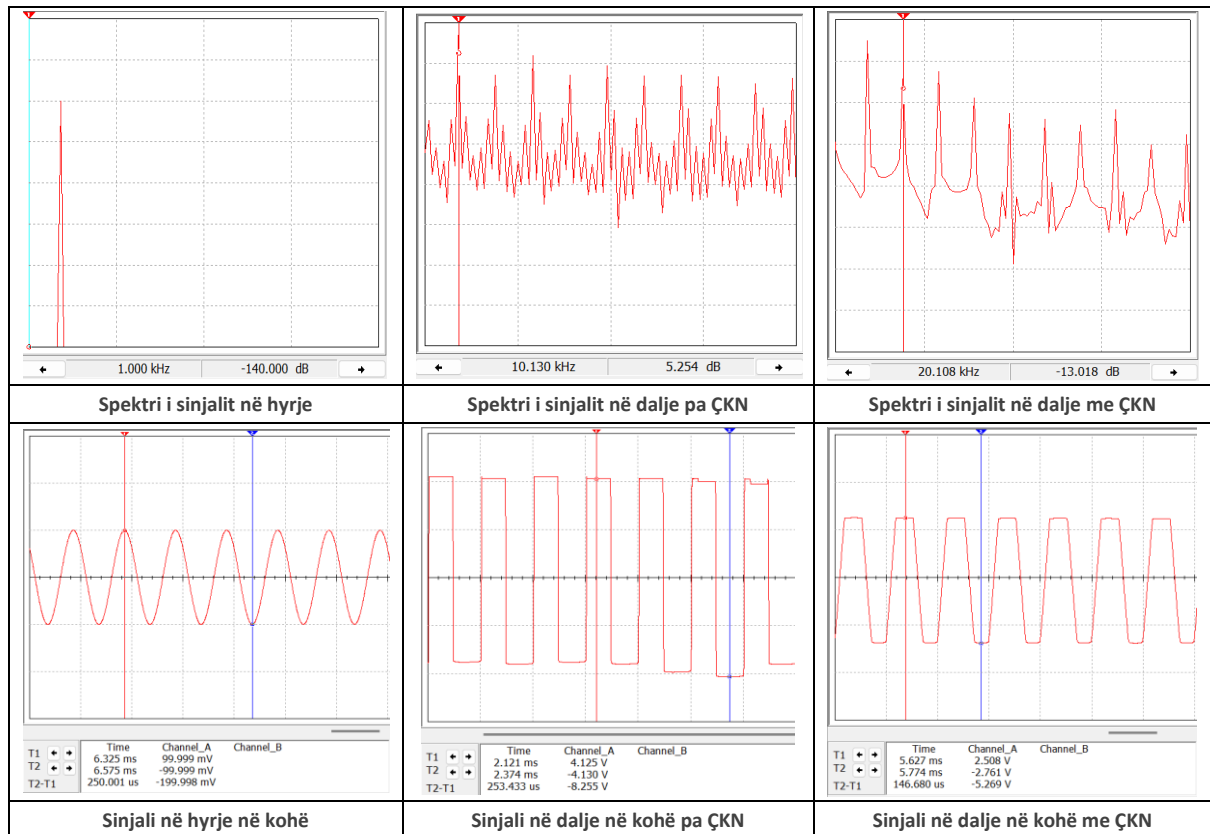 1.000 kHz -140.000 dB
10.130 kHz 5.254 dB
20.108 kHz -13.018 dB
Spektri i sinjalit në hyrje
Spektri i sinjalit në dalje pa ÇKN
Spektri i sinjalit në dalje me ÇKN
Time Channel_A Channel_B
T1 6.325 ms 99.999 mV
T2 6.575 ms -99.999 mV
T2-T1 250.001 us -199.998 mV
Time Channel_A Channel_B
T1 2.121 ms 4.125 V
T2 2.374 ms -4.130 V
T2-T1 253.433 us -8.255 V
Time Channel_A Channel_B
T1 5.627 ms 2.508 V
T2 5.774 ms -2.761 V
T2-T1 146.680 us -5.269 V
Sinjali në hyrje në kohë
Sinjali në dalje në kohë pa ÇKN
Sinjali në dalje në kohë me ÇKN